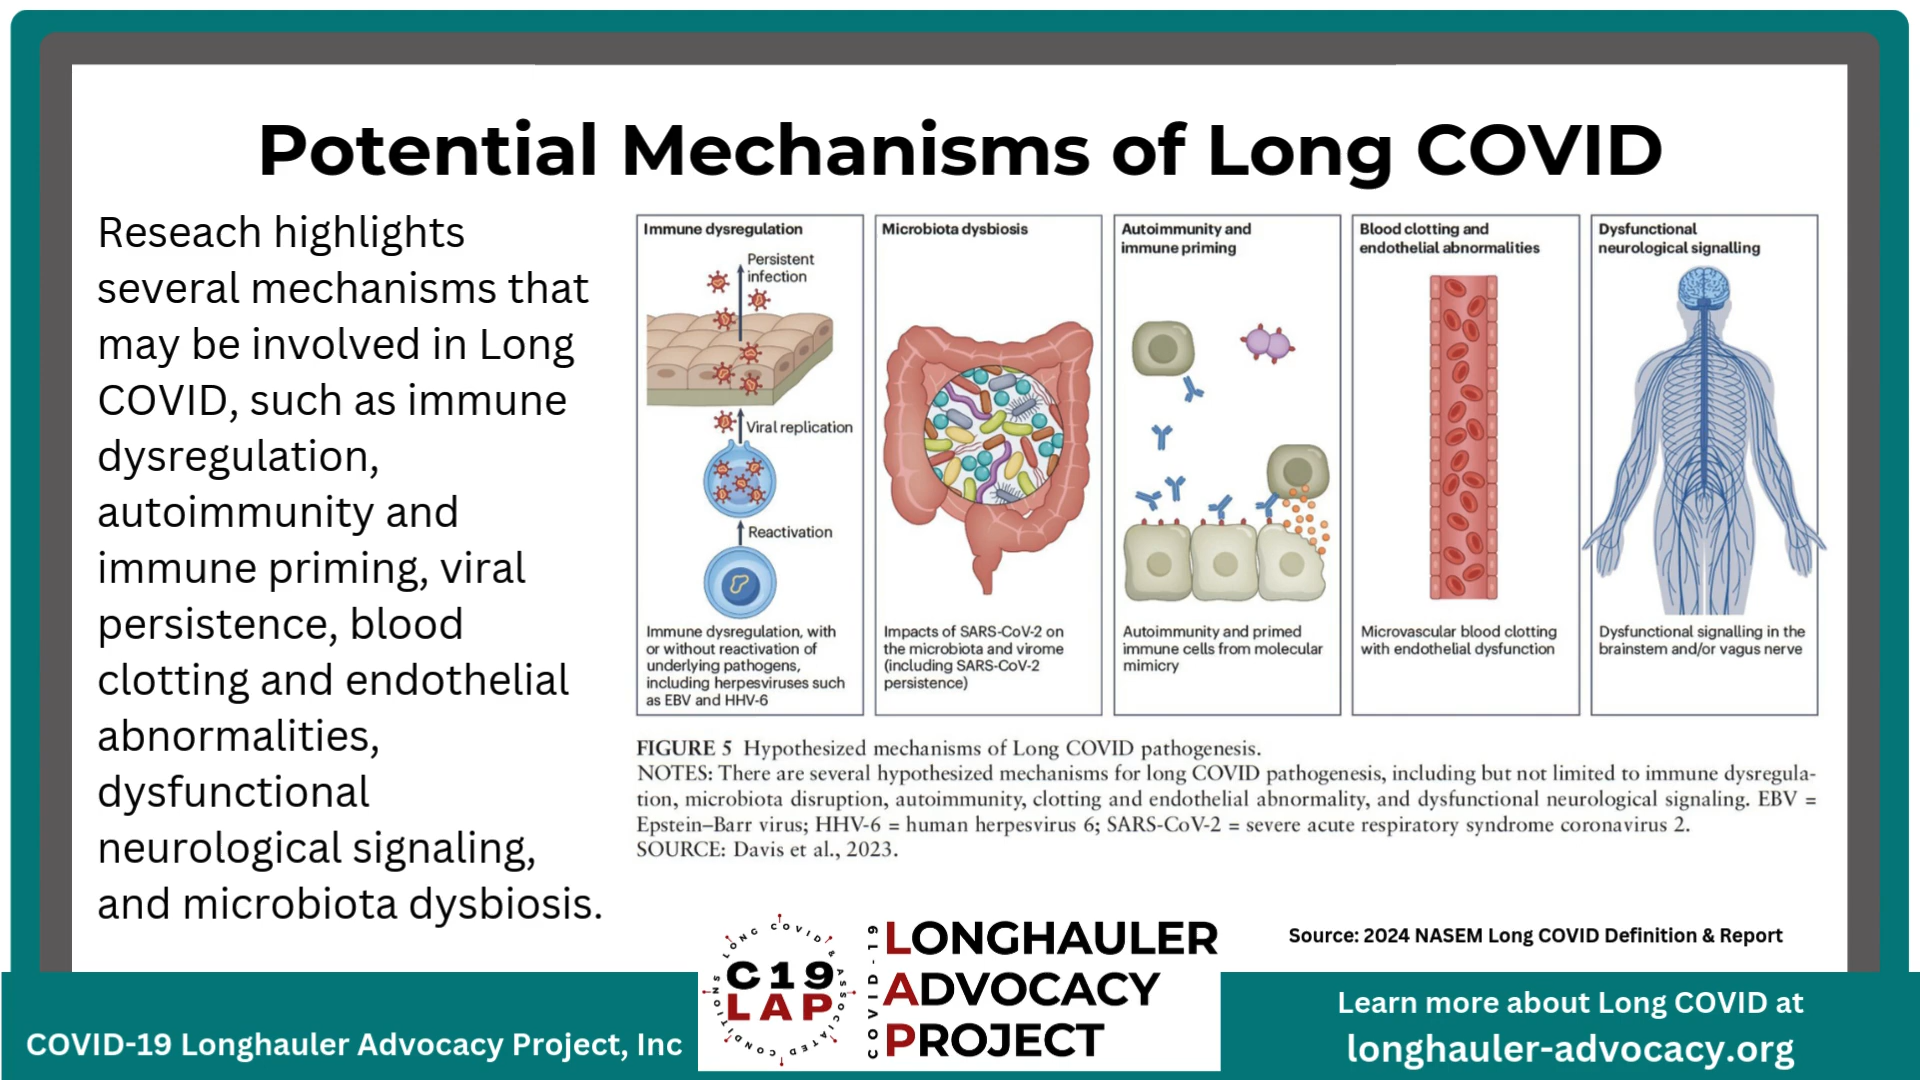 Potential Mechanisms of Long COVID
Reseach highlights
several mechanisms that
may be involved in Long
COVID, such as immune
dysregulation,
autoimmunity and
immune priming, viral
persistence, blood
clotting and endothelial
abnormalities,
dysfunctional
neurological signaling,
and microbiota dysbiosis.
Immune dysregulation
Persistent
infection
Viral replication
Reactivation
Immune dysregulation, with
or without reactivation of
underlying pathogens,
including herpesviruses such
as EBV and HHV-6
Microbiota dysbiosis
Impacts of SARS-CoV-2 on
the microbiota and virome
(including SARS-CoV-2
persistence)
Autoimmunity and
immune priming
Autoimmunity and primed
immune cells from molecular
mimicry
Blood clotting and
endothelial abnormalities
Microvascular blood clotting
with endothelial dysfunction
Dysfunctional
neurological signalling
Dysfunctional signalling in the
brainstem and/or vagus nerve
FIGURE 5 Hypothesized mechanisms of Long COVID pathogenesis.
NOTES: There are several hypothesized mechanisms for long COVID pathogenesis, including but not limited to immune dysregula-
tion, microbiota disruption, autoimmunity, clotting and endothelial abnormality, and dysfunctional neurological signaling. EBV =
Epstein–Barr virus; HHV-6 = human herpesvirus 6; SARS-CoV-2 = severe acute respiratory syndrome coronavirus 2.
SOURCE: Davis et al., 2023.
Source: 2024 NASEM Long COVID Definition & Report
COVID-19 Longhauler Advocacy Project, Inc
LONG COVID & ASSOCIATED CONDITIONS
C19
LAP
COVID-19
LONGHAULER
ADVOCACY
PROJECT
Learn more about Long COVID at
longhauler-advocacy.org